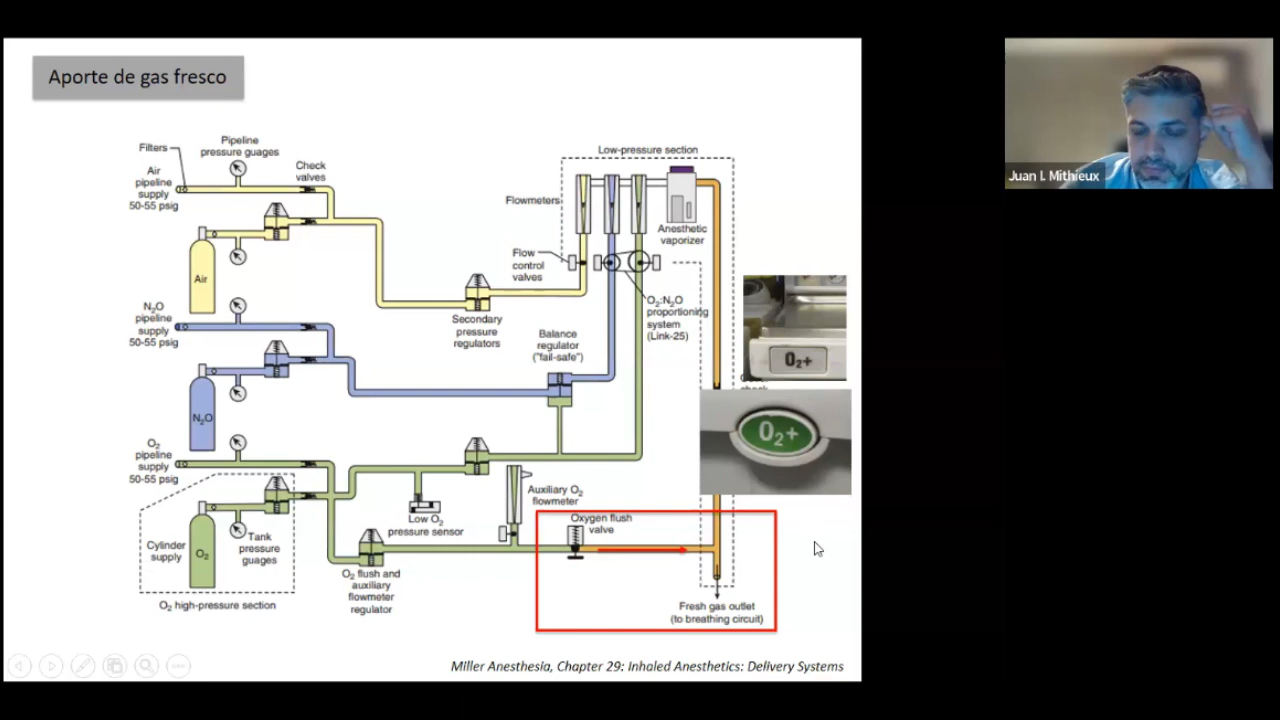 Aporte de gas fresco
Pipeline
pressure guages
Filters
Air
pipeline
supply
50-55 psig
Check
valves
Low-pressure section
Flowmeters
Anesthetic
vaporizer
Flow
control
valves
Air
O2:N2O
proportioning
system
(Link-25)
N2O
pipeline
supply
50-55 psig
Secondary
pressure
regulators
Balance
regulator
("fail-safe")
O2+
N2O
O2+
O2
pipeline
supply
50-55 psig
Auxiliary O2
flowmeter
Low O2
pressure sensor
Oxygen flush
valve
Tank
pressure
guages
Cylinder
supply
O2
O2 flush and
auxiliary
flowmeter
regulator
O2 high-pressure section
Fresh gas outlet
(to breathing circuit)
Miller Anesthesia, Chapter 29: Inhaled Anesthetics: Delivery Systems
Juan I. Mithieux